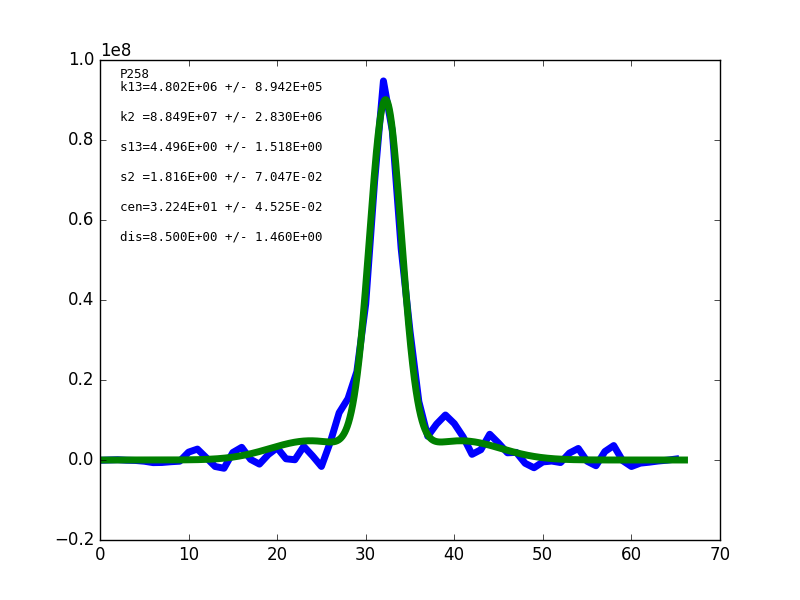 1e8
P258
k13=4.802E+06 +/- 8.942E+05
k2 =8.849E+07 +/- 2.830E+06
s13=4.496E+00 +/- 1.518E+00
s2 =1.816E+00 +/- 7.047E-02
cen=3.224E+01 +/- 4.525E-02
dis=8.500E+00 +/- 1.460E+00
1.0
0.8
0.6
0.4
0.2
0.0
−0.2
0 10 20 30 40 50 60 70